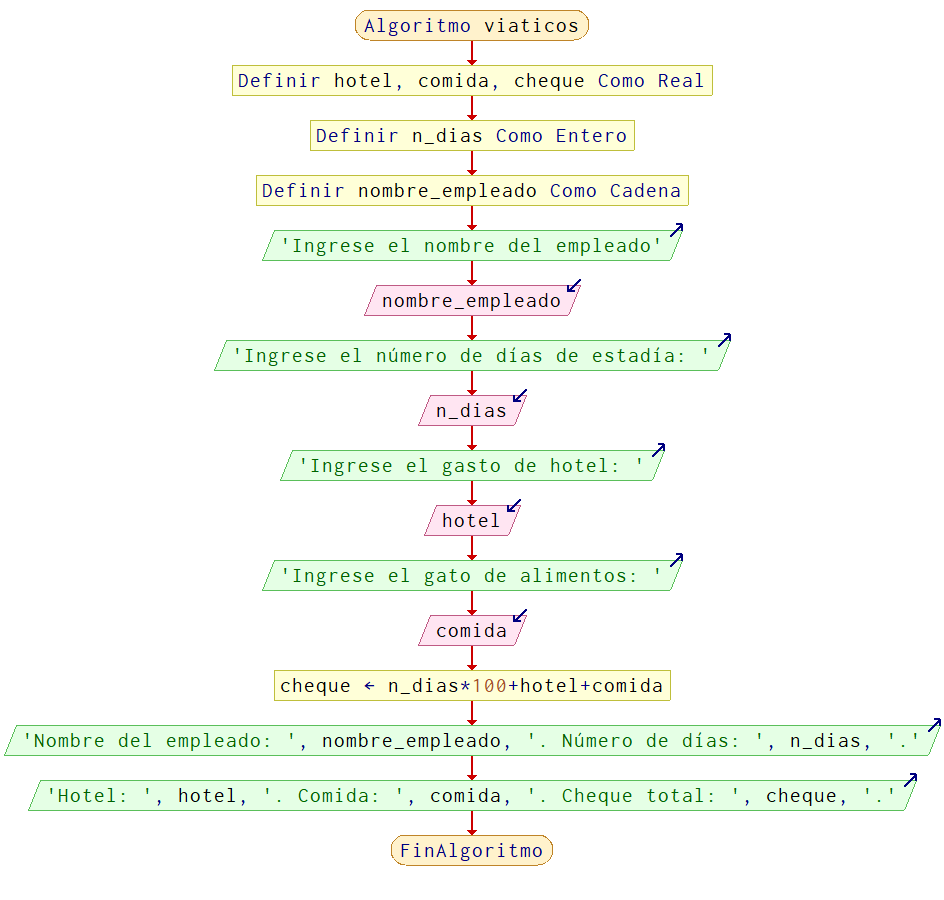 Algoritmo viaticos
Definir hotel, comida, cheque Como Real
Definir n_dias Como Entero
Definir nombre_empleado Como Cadena
'Ingrese el nombre del empleado'
nombre_empleado
'Ingrese el número de días de estadía: '
n_dias
'Ingrese el gasto de hotel: '
hotel
'Ingrese el gato de alimentos: '
comida
cheque ← n_dias*100+hotel+comida
'Nombre del empleado: ', nombre_empleado, '. Número de días: ', n_dias, '.'
'Hotel: ', hotel, '. Comida: ', comida, '. Cheque total: ', cheque, '.'
FinAlgoritmo